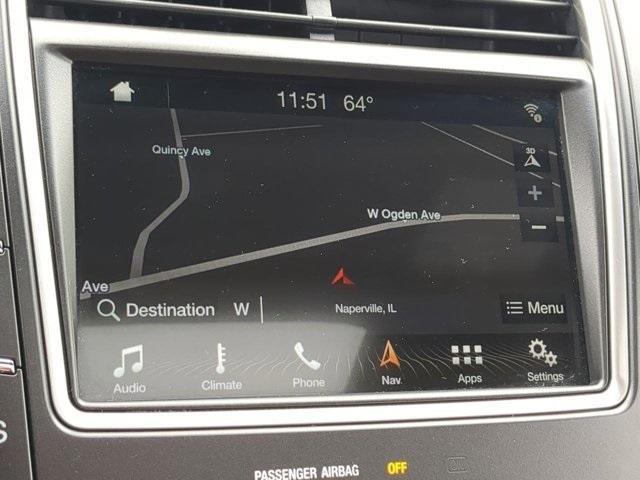 11:51 64°
3D
Quincy Ave
W Ogden Ave
+
−
Ave
Destination W
Naperville, IL
Menu
Audio
Climate
Phone
Nav
Apps
Settings
S
PASSENGER AIRBAG OFF